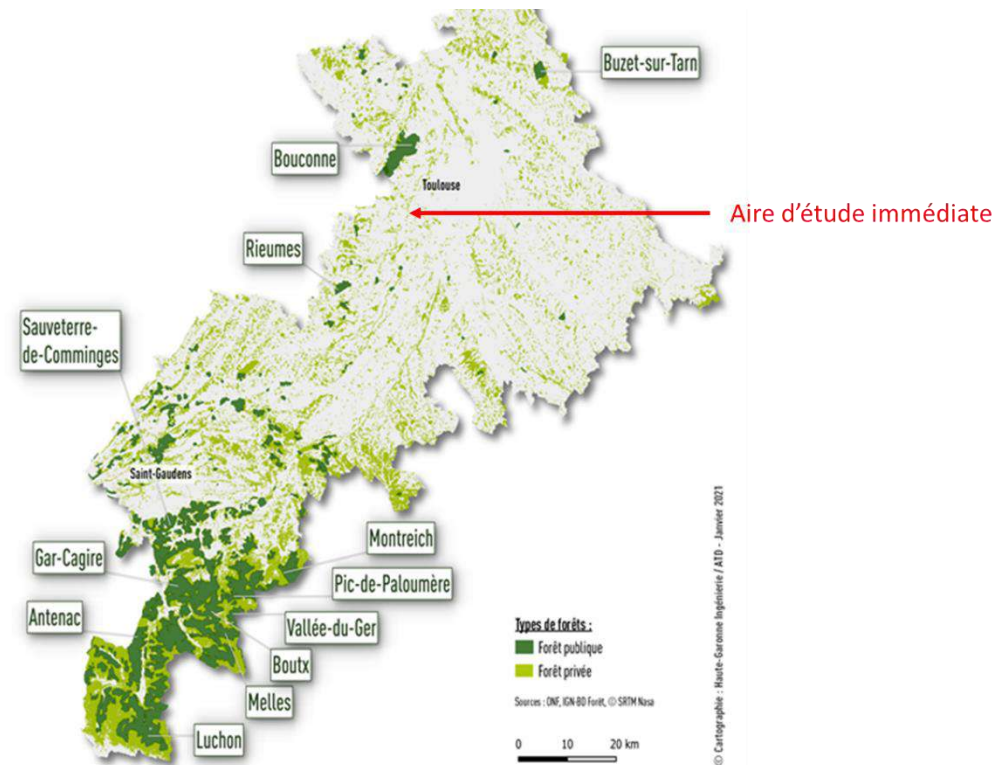 Buzet-sur-Tarn
Bouconne
Toulouse
Aire d'étude immédiate
Rieumes
Sauveterre-
de-Comminges
Saint-Gaudens
Montreich
Gar-Cagire
Pic-de-Paloumère
Antenac
Vallée-du-Ger
Boutx
Melles
Luchon
Types de forêts :
Forêt publique
Forêt privée
Sources : ONF, IGN-BD Forêt, © SRTM Nasa
0 10 20 km
© Cartographie : Haute-Garonne Ingénierie / ATD - Janvier 2021